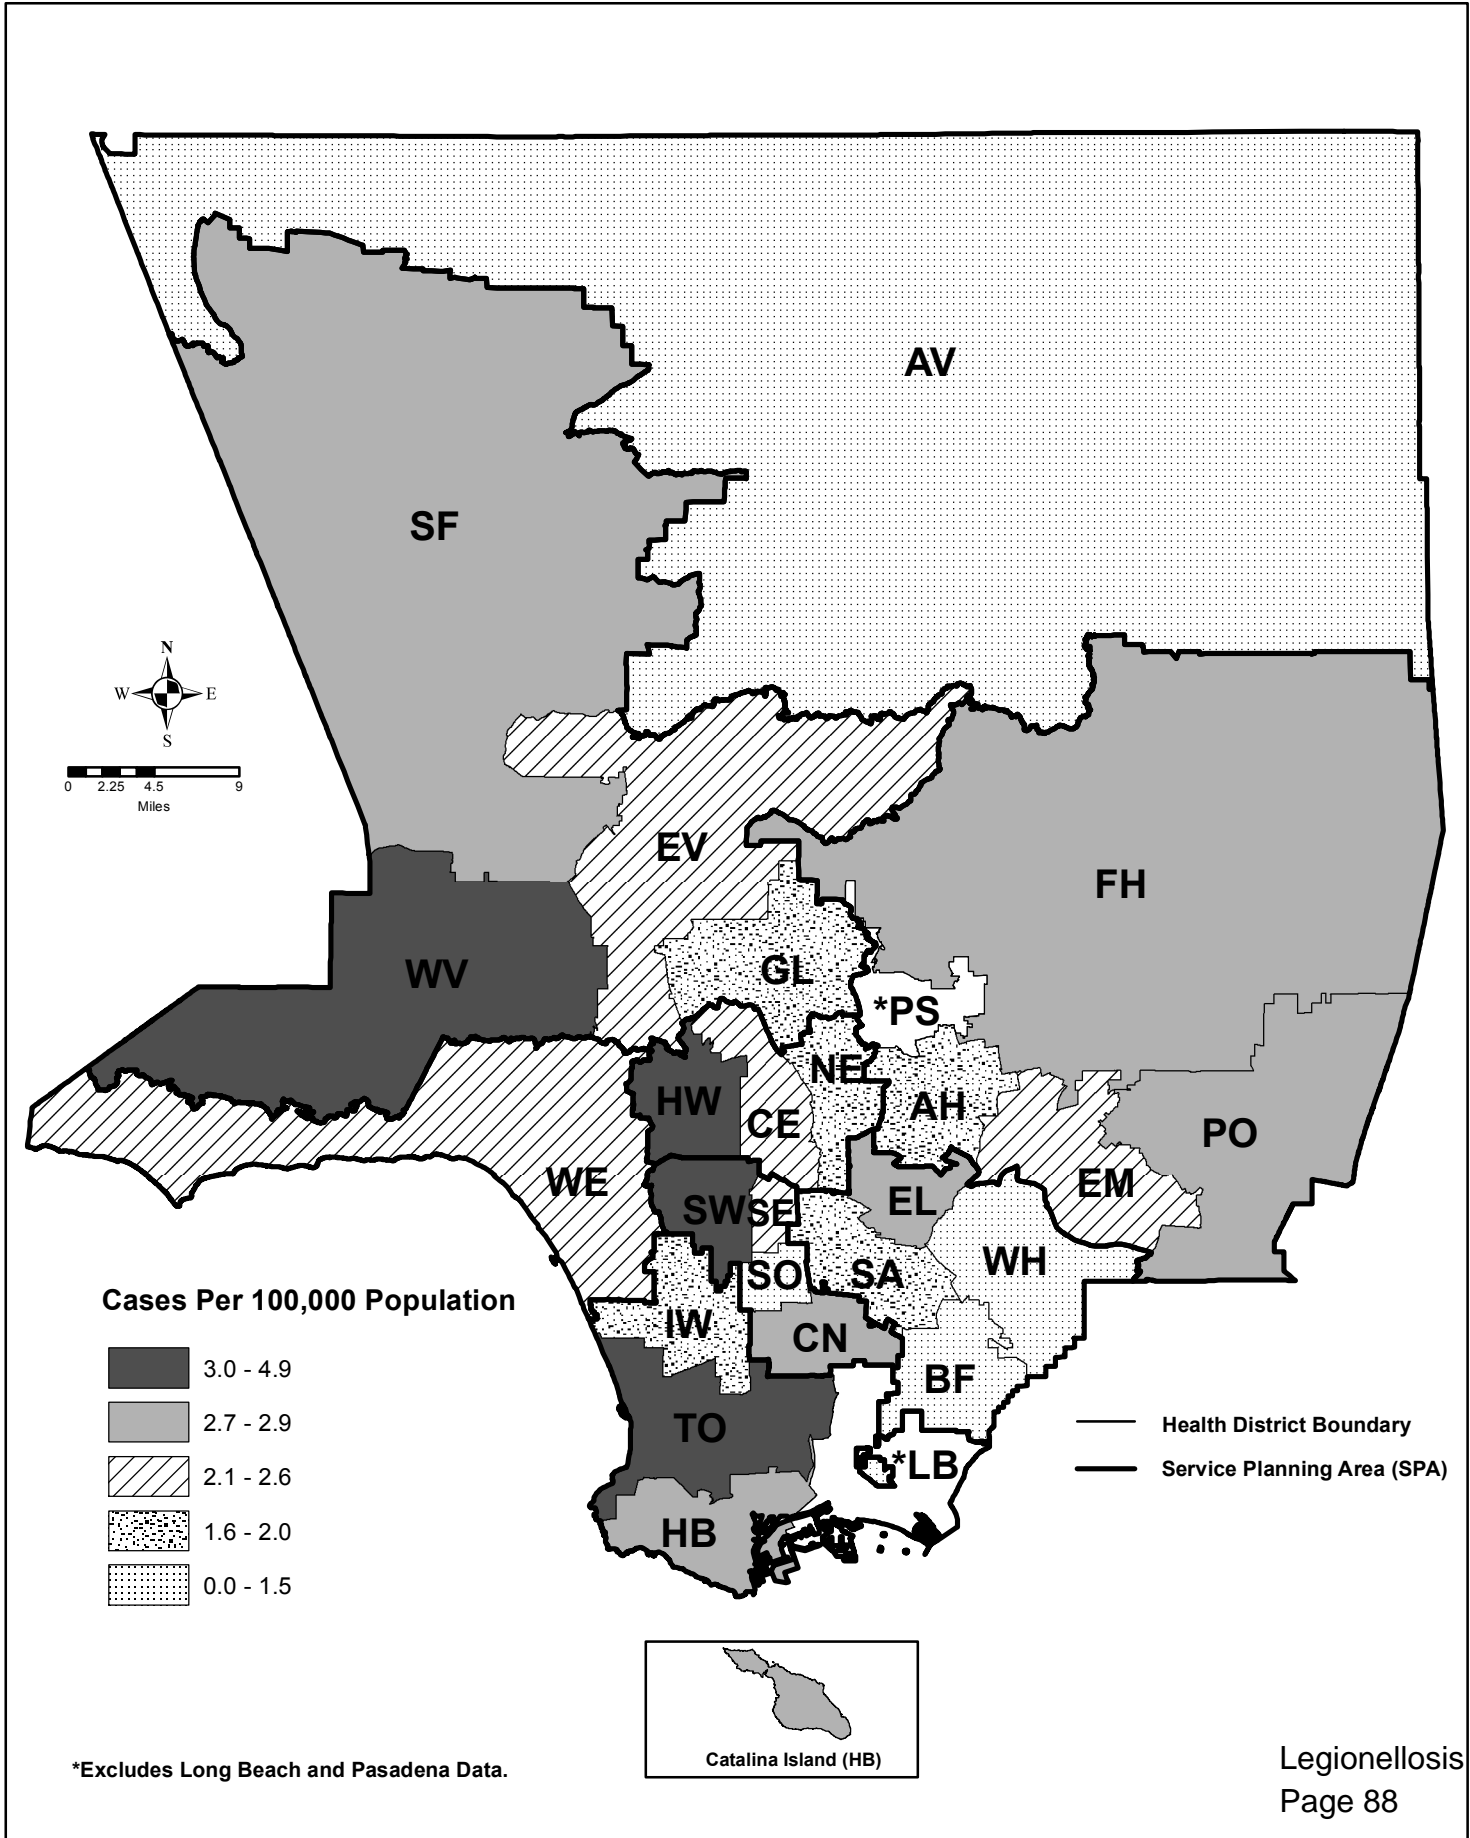 AV
SF
N
W E
S
0 2.25 4.5 9
Miles
EV
FH
WV
GL
*PS
NE
HW
AH
CE
PO
WE
EM
SW
SE
EL
WH
SO
SA
Cases Per 100,000 Population
IW
CN
3.0 - 4.9
BF
2.7 - 2.9
TO
Health District Boundary
*LB
Service Planning Area (SPA)
2.1 - 2.6
HB
1.6 - 2.0
0.0 - 1.5
Catalina Island (HB)
*Excludes Long Beach and Pasadena Data.
Legionellosis
Page 88